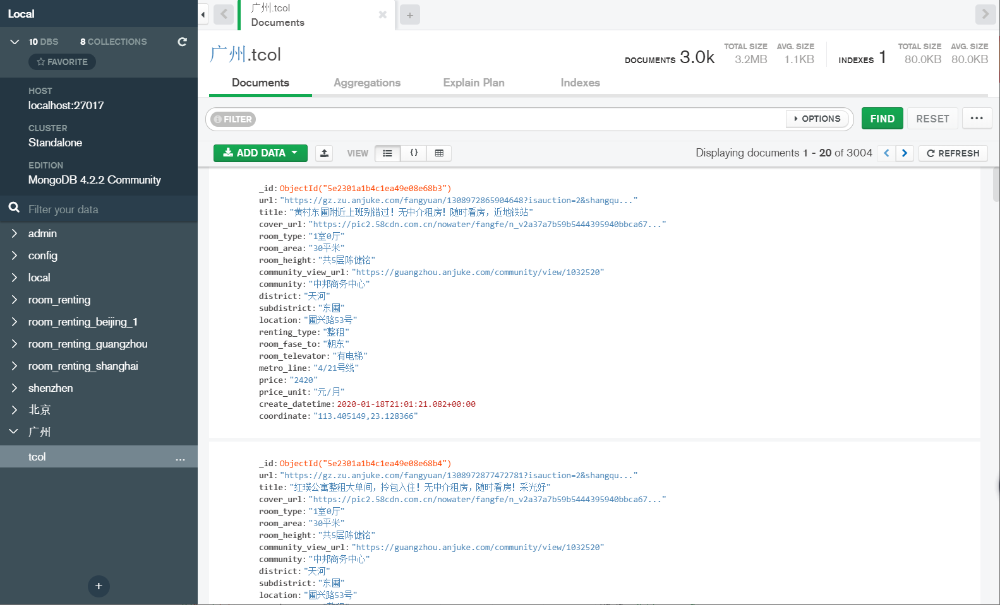 Local
10 DBS 8 COLLECTIONS
FAVORITE
HOST
localhost:27017
CLUSTER
Standalone
EDITION
MongoDB 4.2.2 Community
Filter your data
admin
config
local
room_renting
room_renting_beijing_1
room_renting_guangzhou
room_renting_shanghai
shenzhen
北京
广州
tcol ...
+
广州.tcol
Documents
+
广州.tcol
DOCUMENTS 3.0k TOTAL SIZE 3.2MB AVG. SIZE 1.1KB INDEXES 1 TOTAL SIZE 80.0KB AVG. SIZE 80.0KB
Documents Aggregations Explain Plan Indexes
FILTER OPTIONS FIND RESET ...
ADD DATA VIEW {} Displaying documents 1 - 20 of 3004 REFRESH
_id: ObjectId("5e2301a1b4c1ea49e08e68b3")
url: "https://gz.zu.anjuke.com/fangyuan/1308972865904648?isauction=2&shangqu..."
title: "黄村东圃附近上班别错过！无中介租房！随时看房，近地铁站"
cover_url: "https://pic2.58cdn.com.cn/nowater/fangfe/n_v2a37a7b59b5444395940bbca67..."
room_type: "1室0厅"
room_area: "30平米"
room_height: "共5层陈健铭"
community_view_url: "https://guangzhou.anjuke.com/community/view/1032520"
community: "中邦商务中心"
district: "天河"
subdistrict: "东圃"
location: "圃兴路53号"
renting_type: "整租"
room_fase_to: "朝东"
room_televator: "有电梯"
metro_line: "4/21号线"
price: "2420"
price_unit: "元/月"
create_datetime: 2020-01-18T21:01:21.082+00:00
coordinate: "113.405149,23.128366"
_id: ObjectId("5e2301a1b4c1ea49e08e68b4")
url: "https://gz.zu.anjuke.com/fangyuan/1308972877472781?isauction=2&shangqu..."
title: "红璞公寓整租大单间，拎包入住！无中介租房，随时看房！采光好"
cover_url: "https://pic2.58cdn.com.cn/nowater/fangfe/n_v2a37a7b59b5444395940bbca67..."
room_type: "1室0厅"
room_area: "30平米"
room_height: "共5层陈健铭"
community_view_url: "https://guangzhou.anjuke.com/community/view/1032520"
community: "中邦商务中心"
district: "天河"
subdistrict: "东圃"
location: "圃兴路53号"